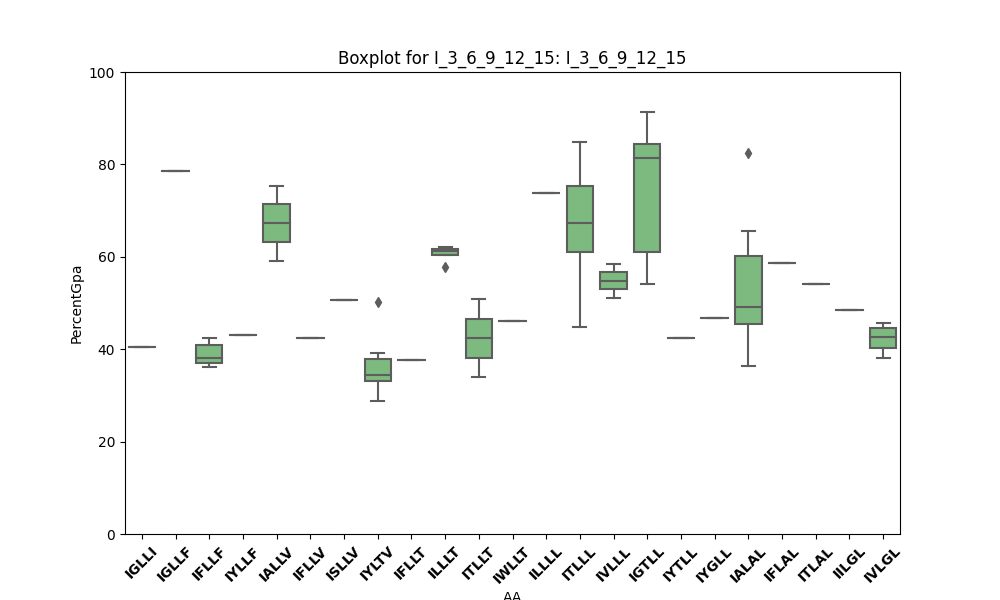 Boxplot for I_3_6_9_12_15: I_3_6_9_12_15
100
80
60
40
20
0
PercentGpa
IGLLI
IGLLF
IFLLF
IYLLF
IALLV
IFLLV
ISLLV
IYLTV
IFLLT
ILLLT
ITLLT
IWLLT
ILLLL
ITLLL
IVLLL
IGTLL
IYTLL
IYGLL
IALAL
IFLAL
ITLAL
IILGL
IVLGL
AA